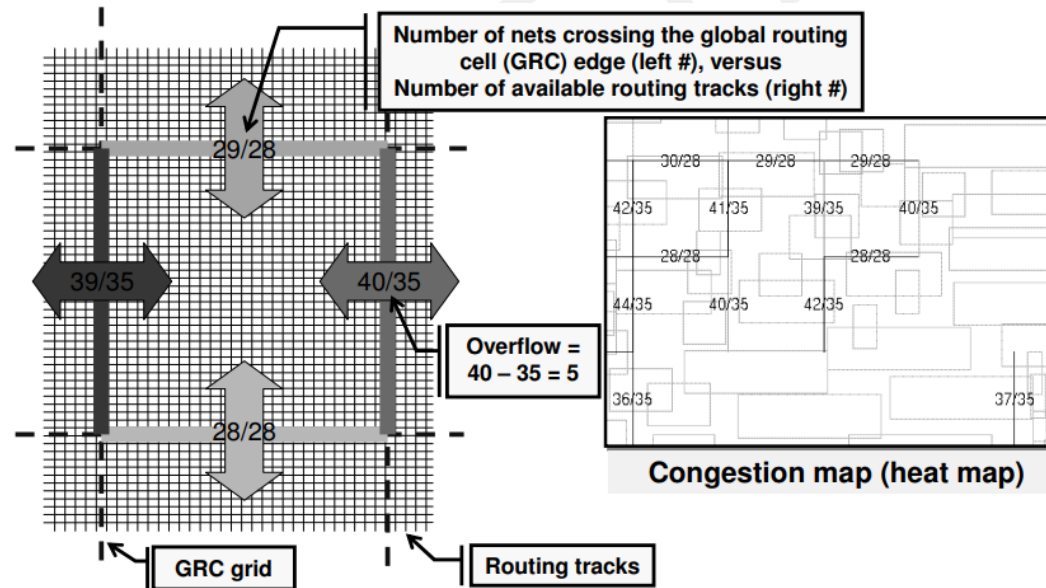 Number of nets crossing the global routing
cell (GRC) edge (left #), versus
Number of available routing tracks (right #)
29/28
39/35
40/35
28/28
Overflow =
40 – 35 = 5
GRC grid
Routing tracks
30/28
29/28
29/28
42/35
41/35
39/35
40/35
28/28
28/28
44/35
40/35
42/35
36/35
37/35
Congestion map (heat map)